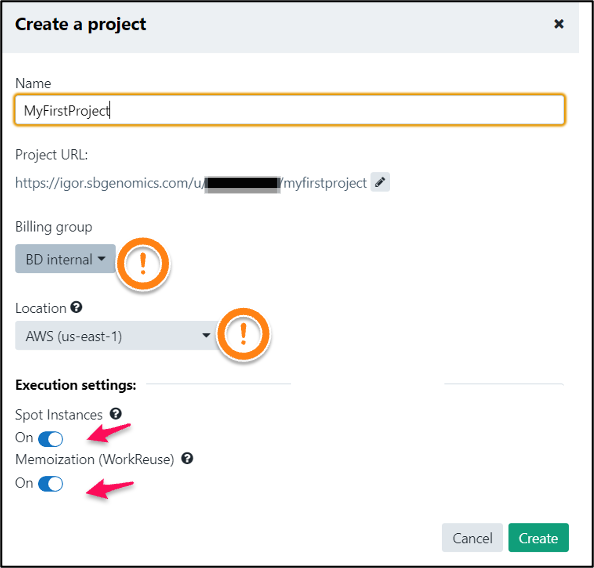 Create a project
Name
MyFirstProject
Project URL:
https://igor.sbgenomics.com/u/ /myfirstproject
Billing group
BD internal
Location
AWS (us-east-1)
Execution settings:
Spot Instances
On
Memoization (WorkReuse)
On
Cancel Create